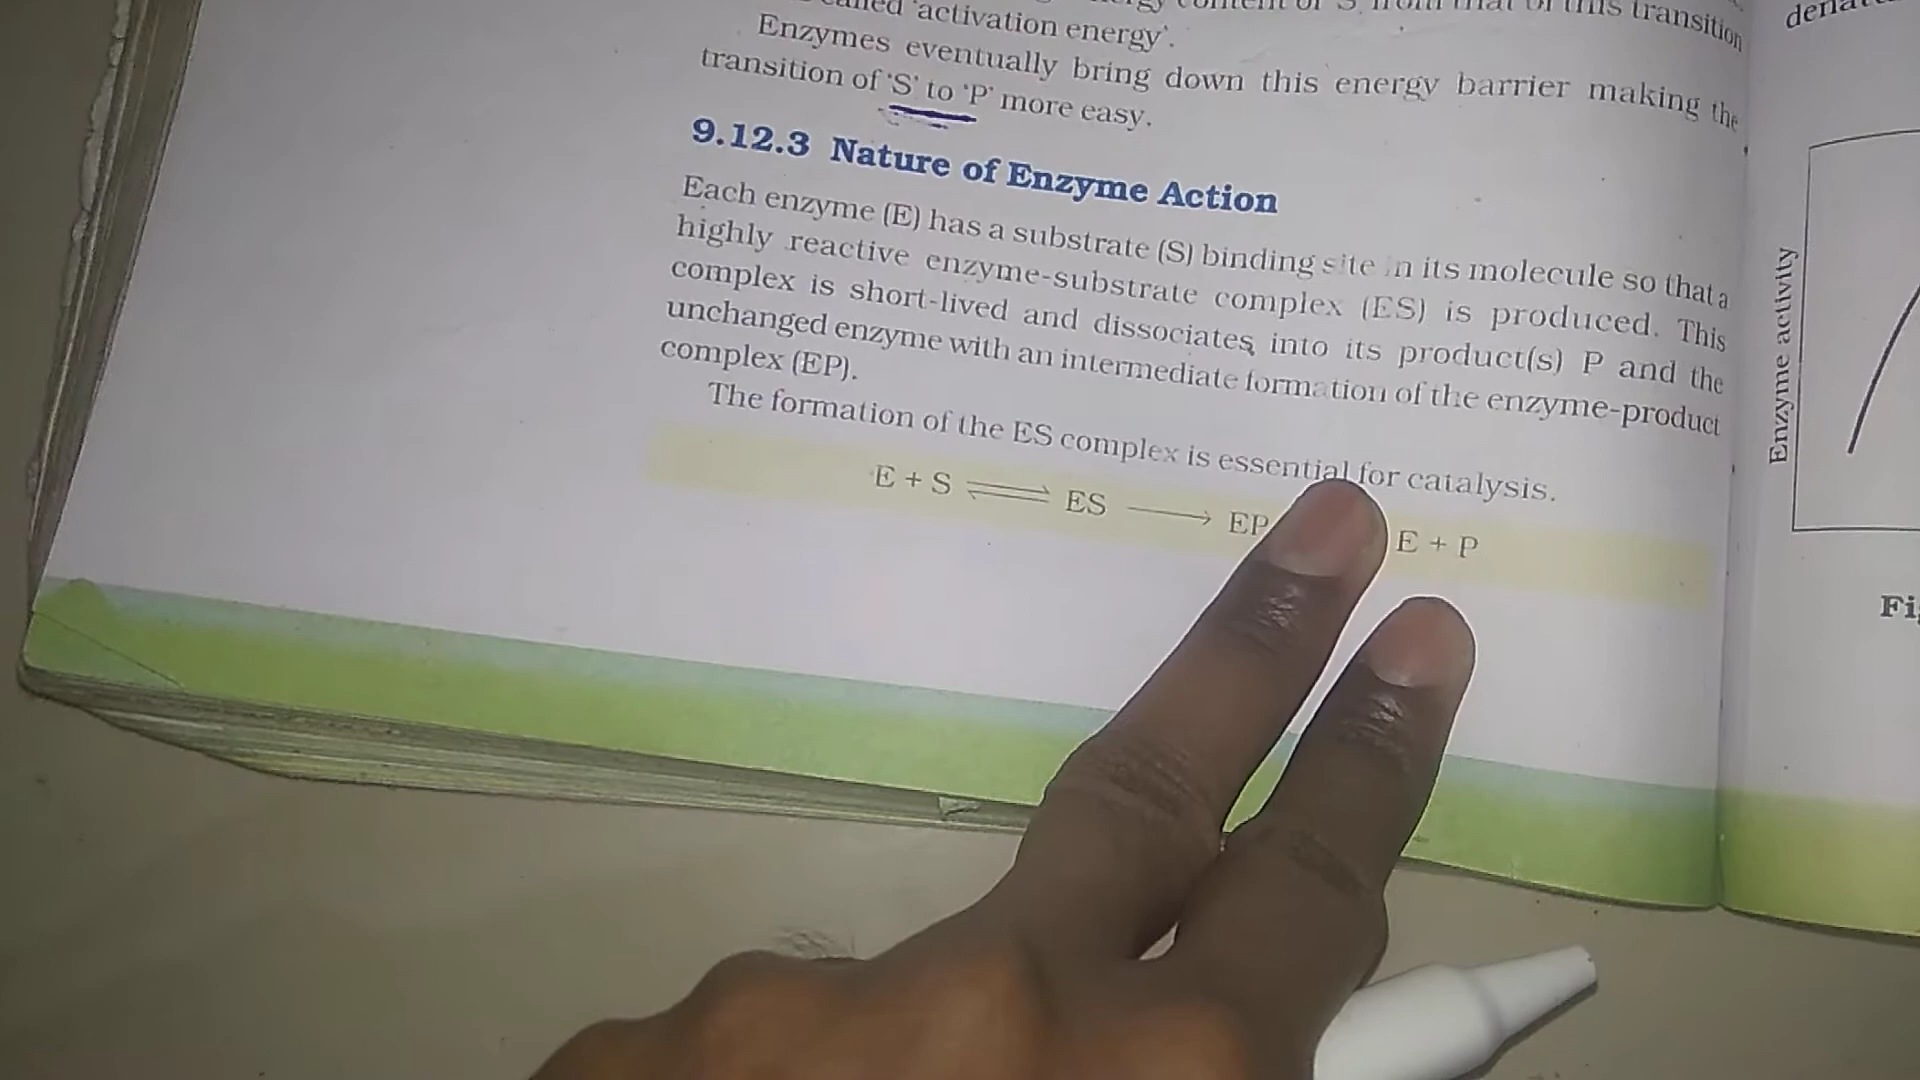 called 'activation energy'.
Enzymes eventually bring down this energy barrier making the
transition of 'S' to 'P' more easy.
9.12.3 Nature of Enzyme Action
Each enzyme (E) has a substrate (S) binding site in its molecule so that a
highly reactive enzyme-substrate complex (ES) is produced. This
complex is short-lived and dissociates into its product(s) P and the
unchanged enzyme with an intermediate formation of the enzyme-product
complex (EP).
The formation of the ES complex is essential for catalysis.
E + S ⇌ ES ⟶ EP E + P
Enzyme activity